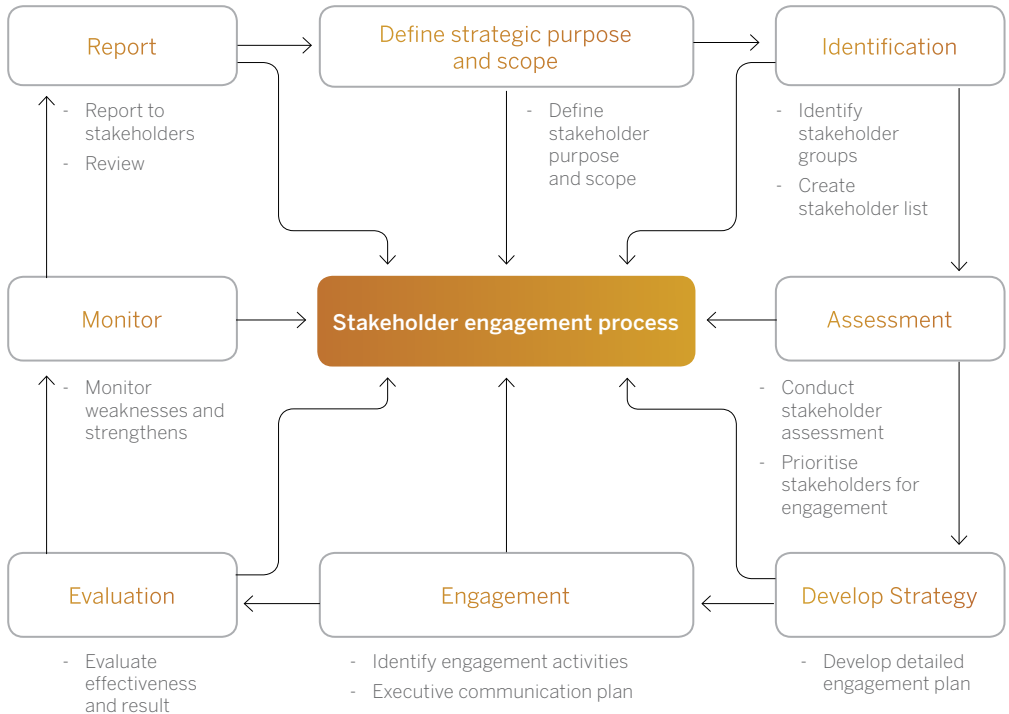 Report
- Report to
stakeholders
- Review
Define strategic purpose
and scope
- Define
stakeholder
purpose
and scope
Identification
- Identify
stakeholder
groups
- Create
stakeholder list
Monitor
- Monitor
weaknesses and
strengthens
Stakeholder engagement process
Assessment
- Conduct
stakeholder
assessment
- Prioritise
stakeholders for
engagement
Evaluation
- Evaluate
effectiveness
and result
Engagement
- Identify engagement activities
- Executive communication plan
Develop Strategy
- Develop detailed
engagement plan